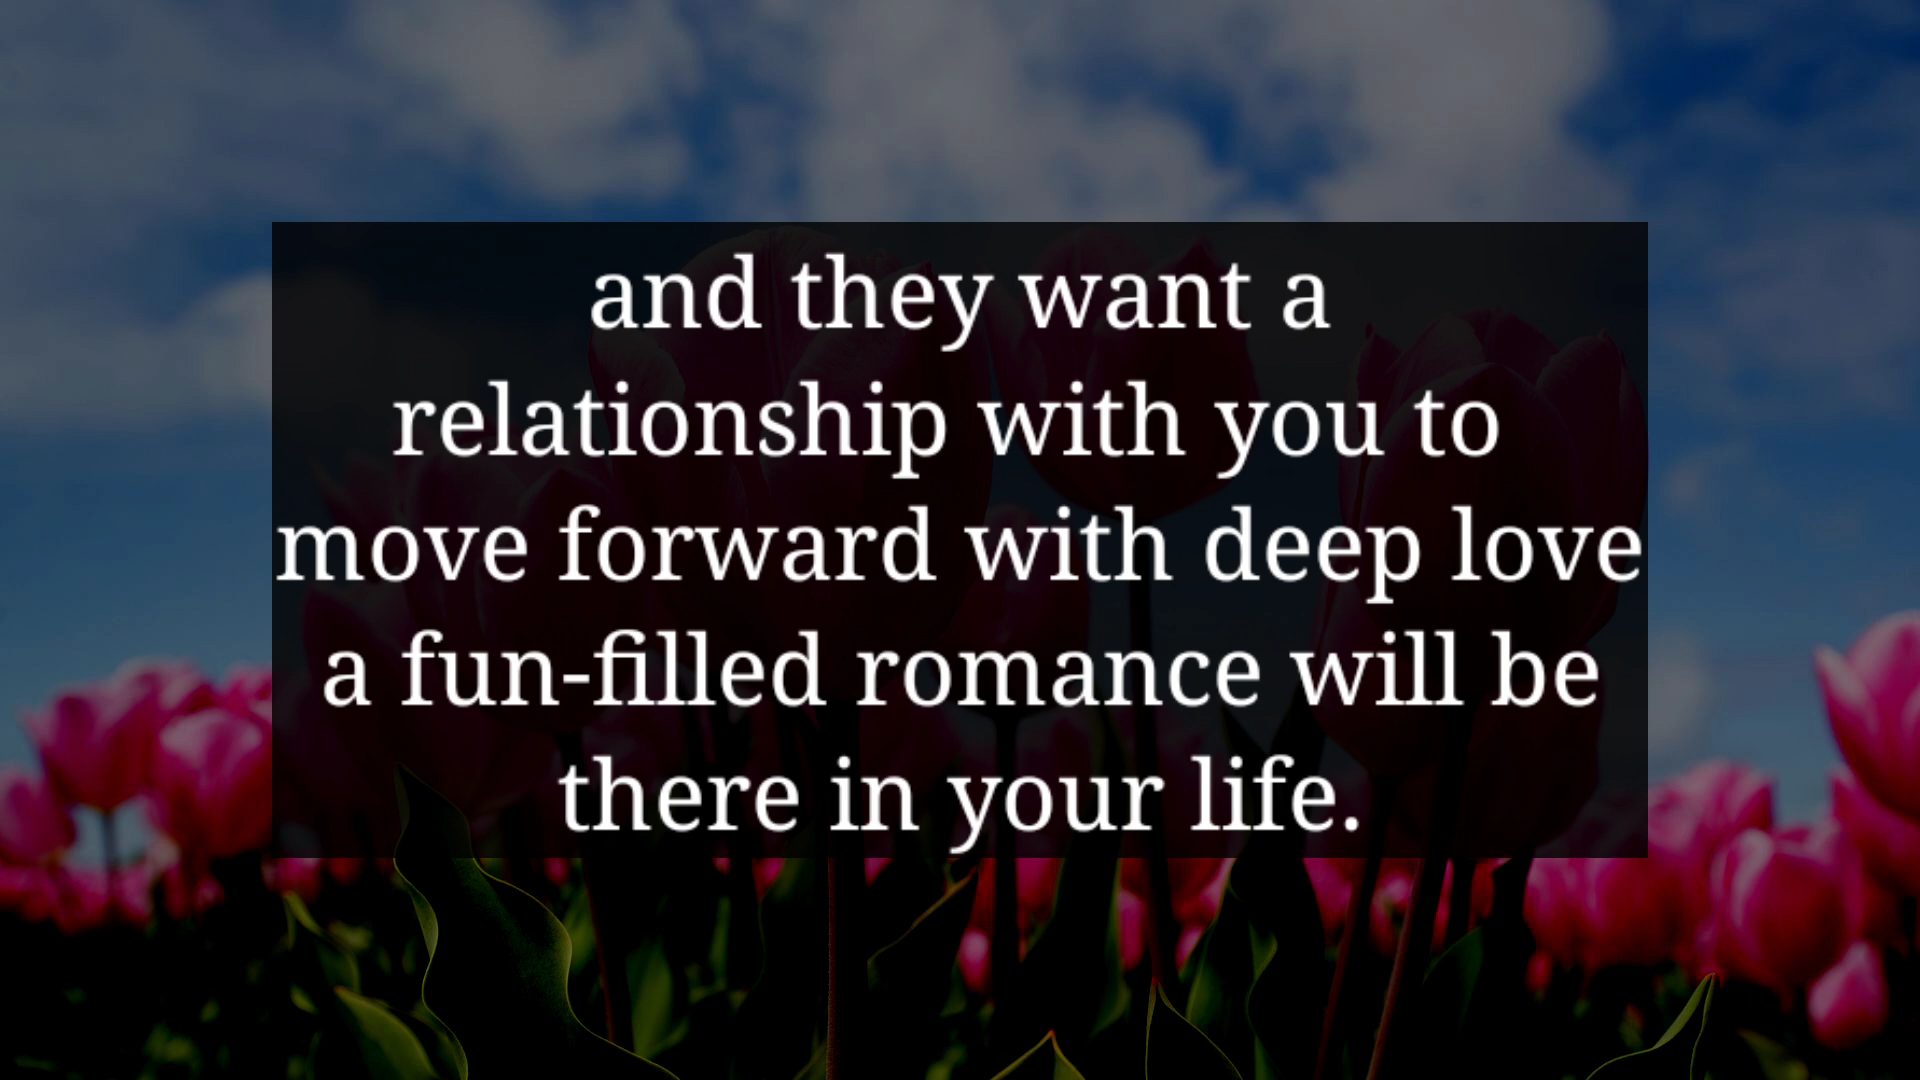 and they want a
relationship with you to
move forward with deep love
a fun-filled romance will be
there in your life.